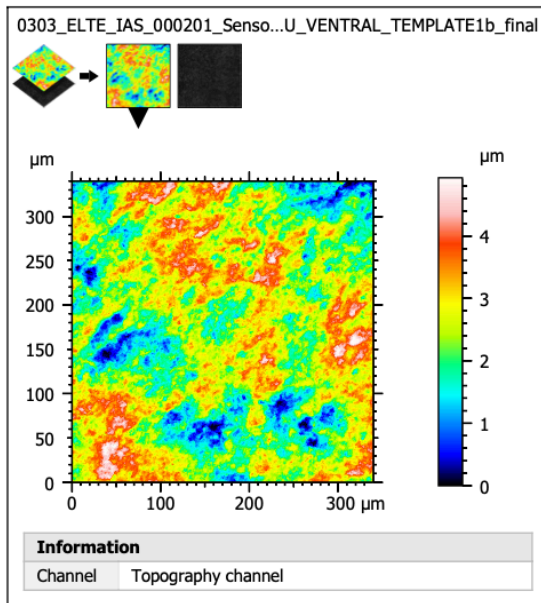 0303_ELTE_IAS_000201_Senso...U_VENTRAL_TEMPLATE1b_final
µm
µm
300
250
200
150
100
50
0
0
100
200
300 µm
4
3
2
1
0
Information
Channel Topography channel